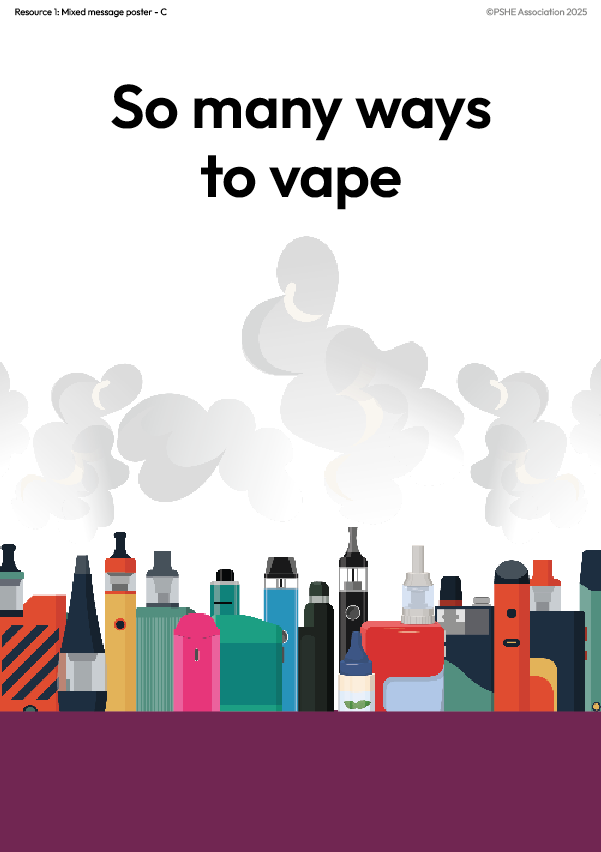 Resource 1: Mixed message poster - C
©PSHE Association 2025
So many ways
to vape